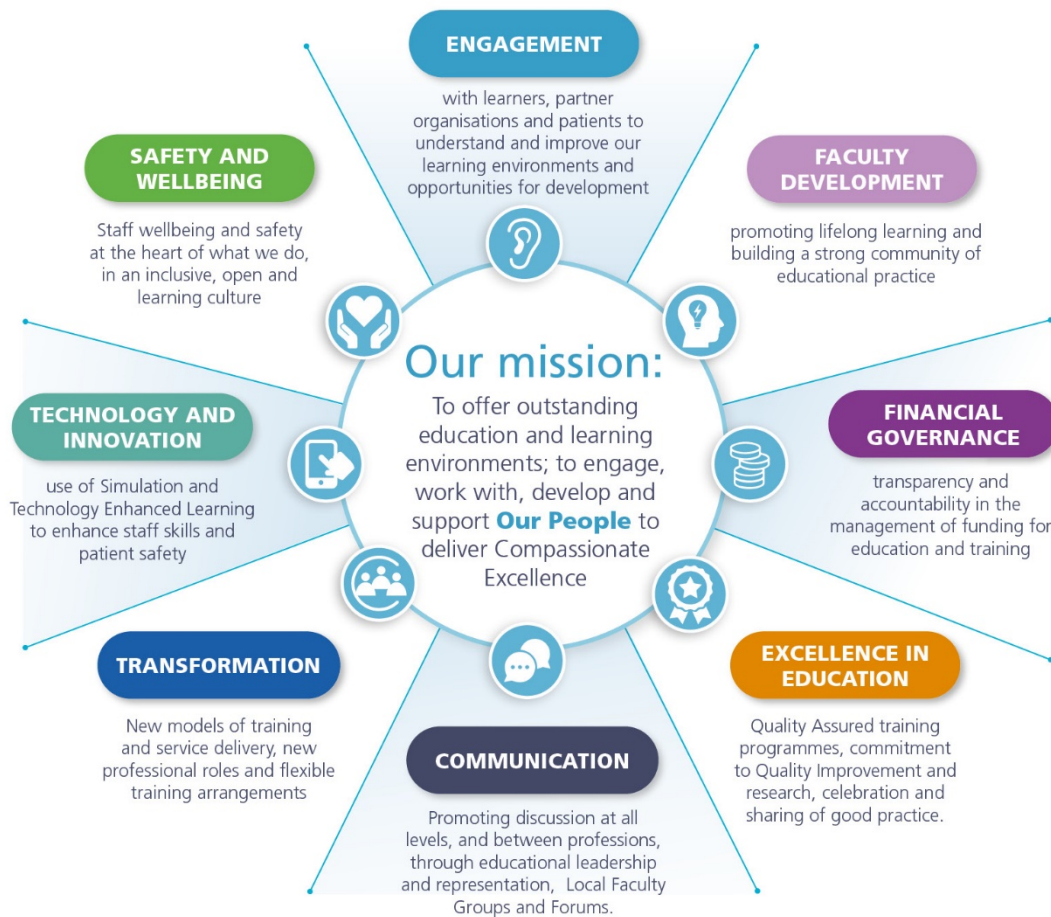 ENGAGEMENT
with learners, partner
organisations and patients to
understand and improve our
learning environments and
opportunities for development
FACULTY
DEVELOPMENT
promoting lifelong learning and
building a strong community of
educational practice
FINANCIAL
GOVERNANCE
transparency and
accountability in the
management of funding for
education and training
EXCELLENCE IN
EDUCATION
Quality Assured training
programmes, commitment
to Quality Improvement and
research, celebration and
sharing of good practice.
COMMUNICATION
Promoting discussion at all
levels, and between professions,
through educational leadership
and representation, Local Faculty
Groups and Forums.
TRANSFORMATION
New models of training
and service delivery, new
professional roles and flexible
training arrangements
TECHNOLOGY AND
INNOVATION
use of Simulation and
Technology Enhanced Learning
to enhance staff skills and
patient safety
SAFETY AND
WELLBEING
Staff wellbeing and safety
at the heart of what we do,
in an inclusive, open and
learning culture
Our mission:
To offer outstanding
education and learning
environments; to engage,
work with, develop and
support Our People to
deliver Compassionate
Excellence